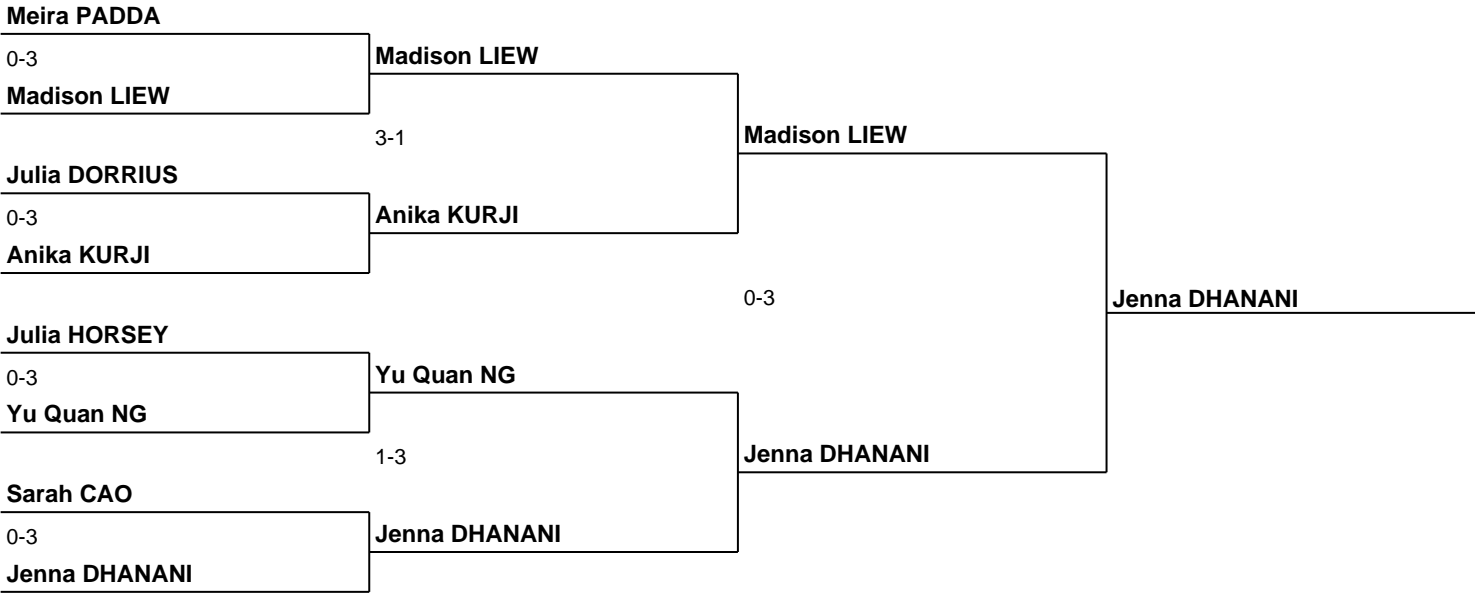 Meira PADDA
0-3
Madison LIEW
Madison LIEW
3-1
Madison LIEW
Julia DORRIUS
0-3
Anika KURJI
Anika KURJI
0-3
Jenna DHANANI
Julia HORSEY
0-3
Yu Quan NG
Yu Quan NG
1-3
Jenna DHANANI
Sarah CAO
0-3
Jenna DHANANI
Jenna DHANANI